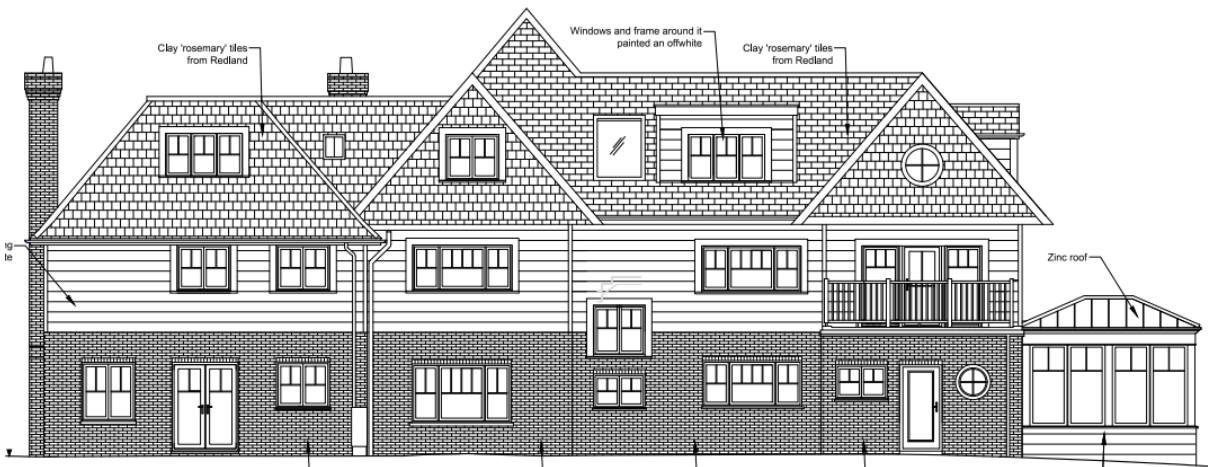 Clay 'rosemary' tiles
from Redland
Windows and frame around it
painted an offwhite
Clay 'rosemary' tiles
from Redland
Zinc roof